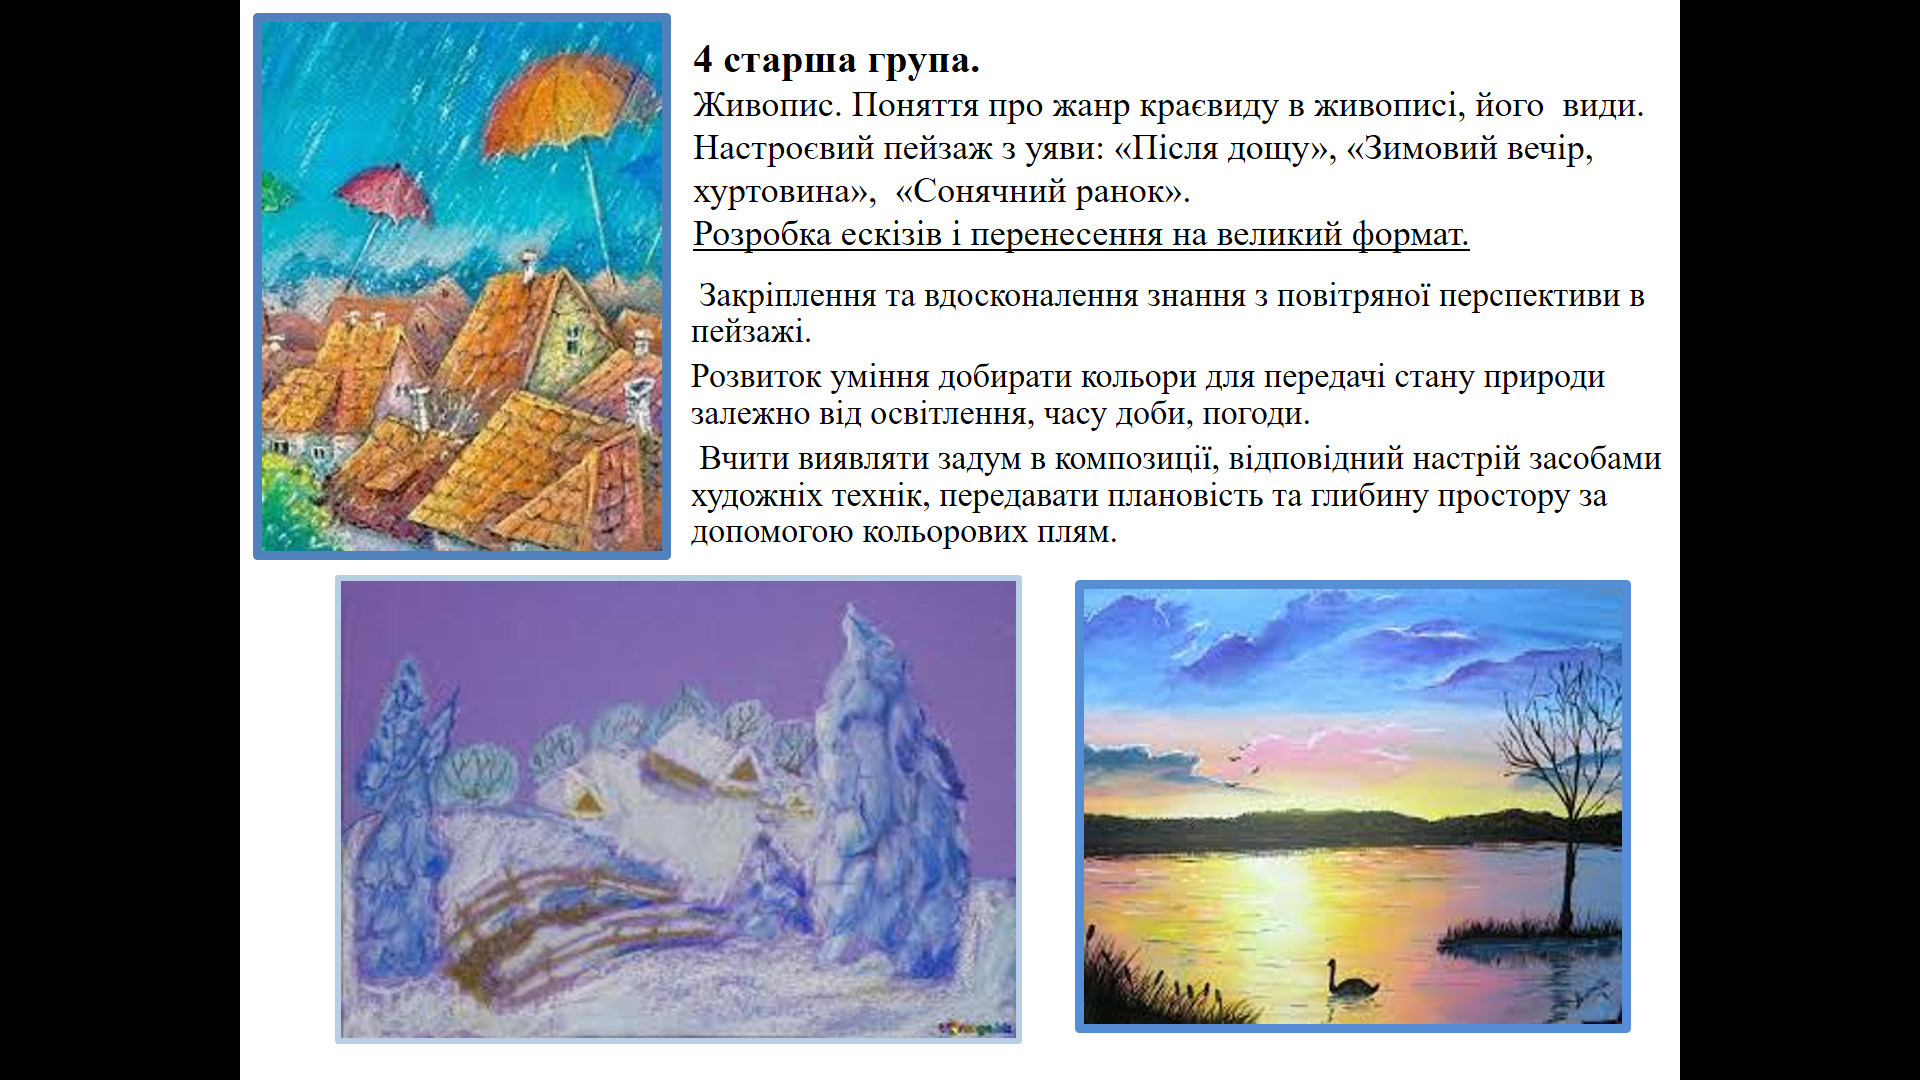 4 старша група.
Живопис. Поняття про жанр краєвиду в живописі, його  види.
Настроєвий пейзаж з уяви: «Після дощу», «Зимовий вечір,
хуртовина»,  «Сонячний ранок».
Розробка ескізів і перенесення на великий формат.
Закріплення та вдосконалення знання з повітряної перспективи в
пейзажі.
Розвиток уміння добирати кольори для передачі стану природи
залежно від освітлення, часу доби, погоди.
Вчити виявляти задум в композиції, відповідний настрій засобами
художніх технік, передавати плановість та глибину простору за
допомогою кольорових плям.